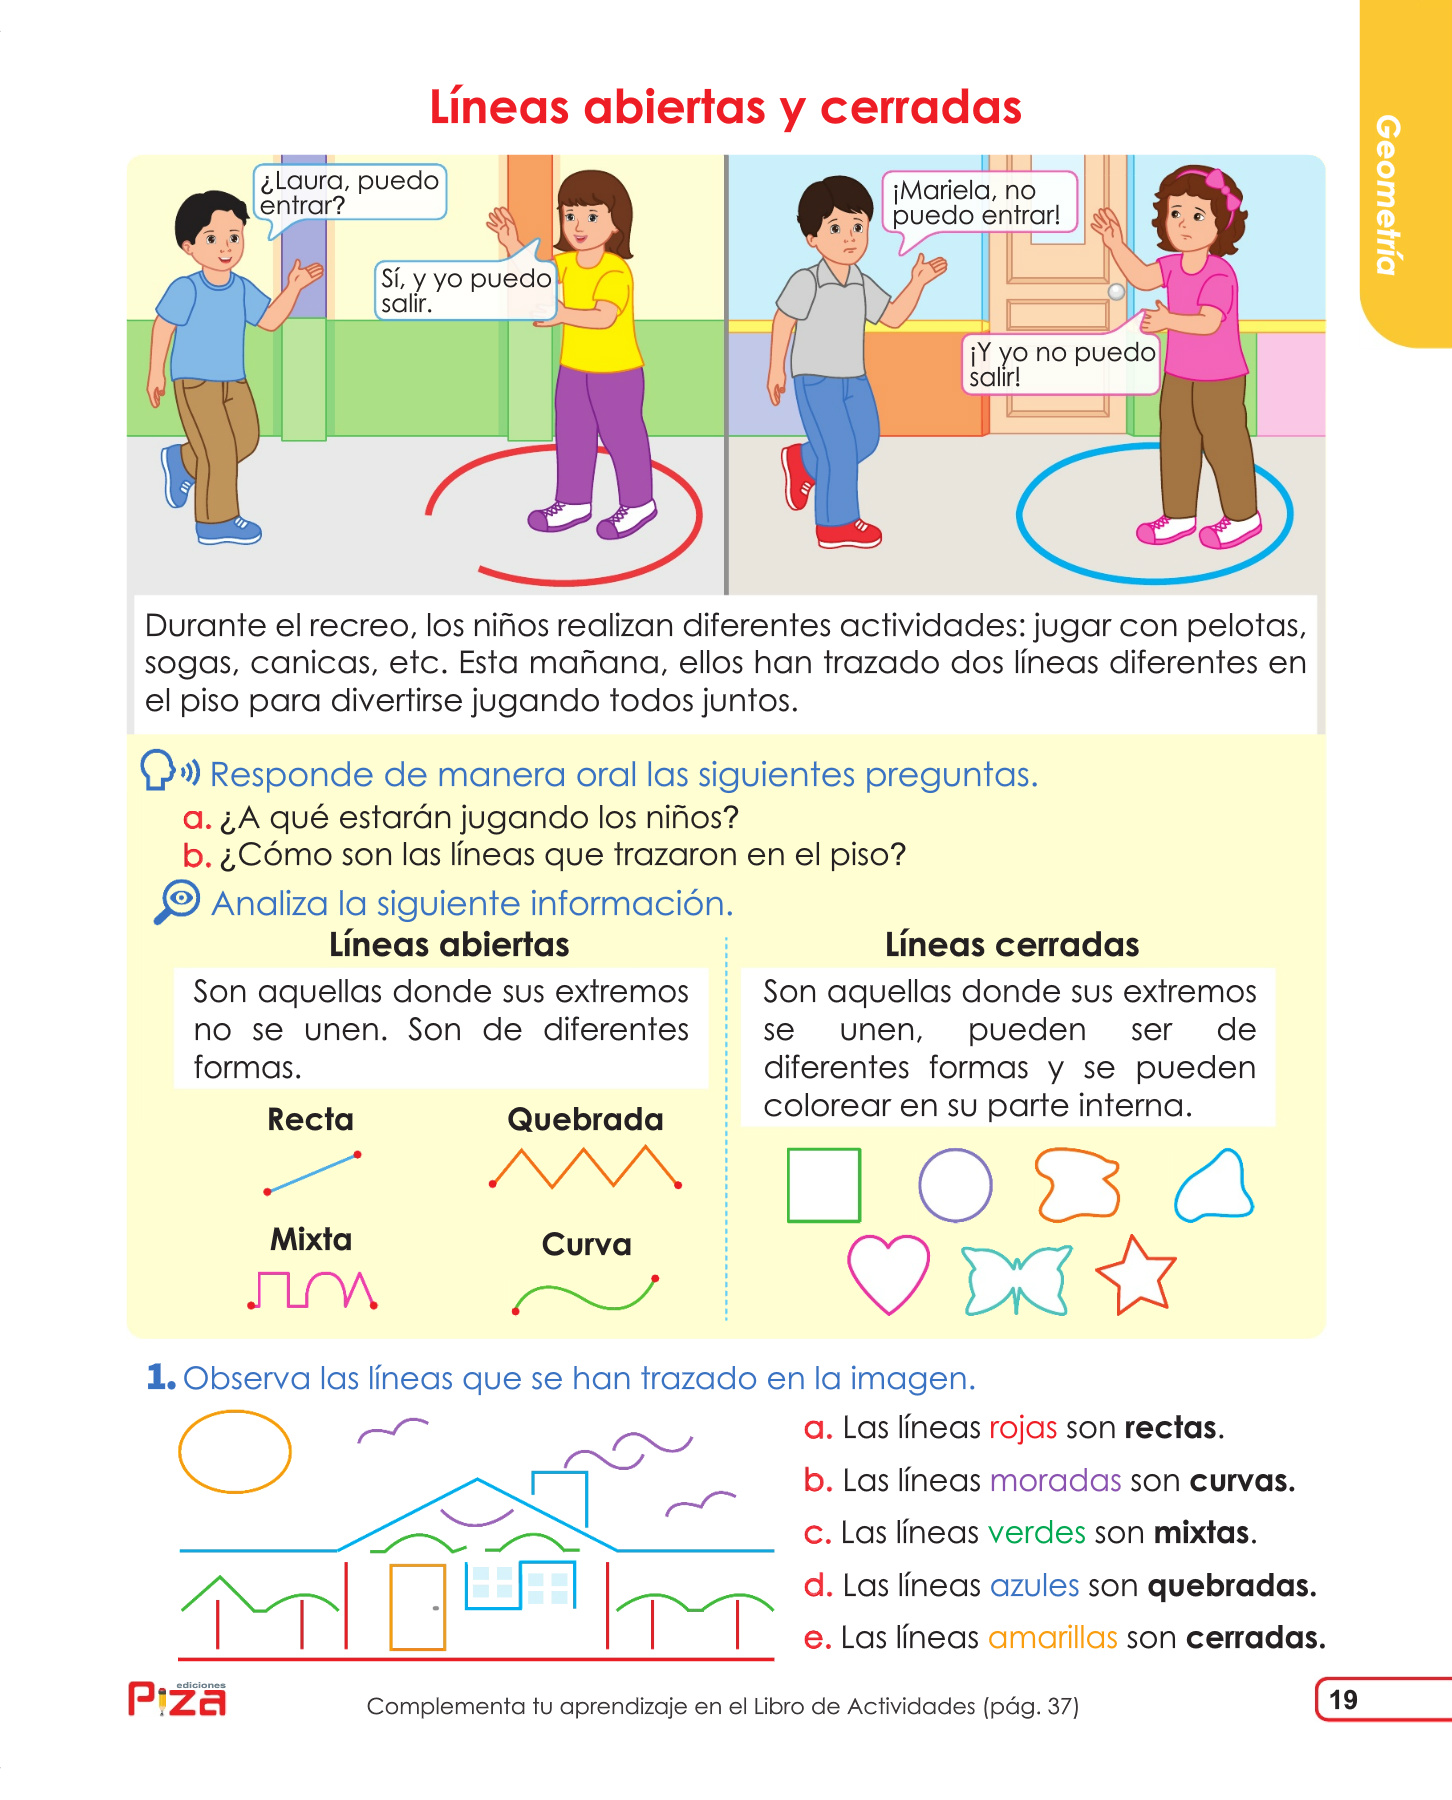 Líneas abiertas y cerradas
Geometría
¿Laura, puedo
entrar?
Sí, y yo puedo
salir.
¡Mariela, no
puedo entrar!
¡Y yo no puedo
salir!
Durante el recreo, los niños realizan diferentes actividades: jugar con pelotas,
sogas, canicas, etc. Esta mañana, ellos han trazado dos líneas diferentes en
el piso para divertirse jugando todos juntos.
Responde de manera oral las siguientes preguntas.
a. ¿A qué estarán jugando los niños?
b. ¿Cómo son las líneas que trazaron en el piso?
Analiza la siguiente información.
Líneas abiertas
Son aquellas donde sus extremos
no se unen. Son de diferentes
formas.
Recta
Quebrada
Mixta
Curva
Líneas cerradas
Son aquellas donde sus extremos
se unen, pueden ser de
diferentes formas y se pueden
colorear en su parte interna.
1. Observa las líneas que se han trazado en la imagen.
a. Las líneas rojas son rectas.
b. Las líneas moradas son curvas.
c. Las líneas verdes son mixtas.
d. Las líneas azules son quebradas.
e. Las líneas amarillas son cerradas.
ediciones
Piza
Complementa tu aprendizaje en el Libro de Actividades (pág. 37)
19